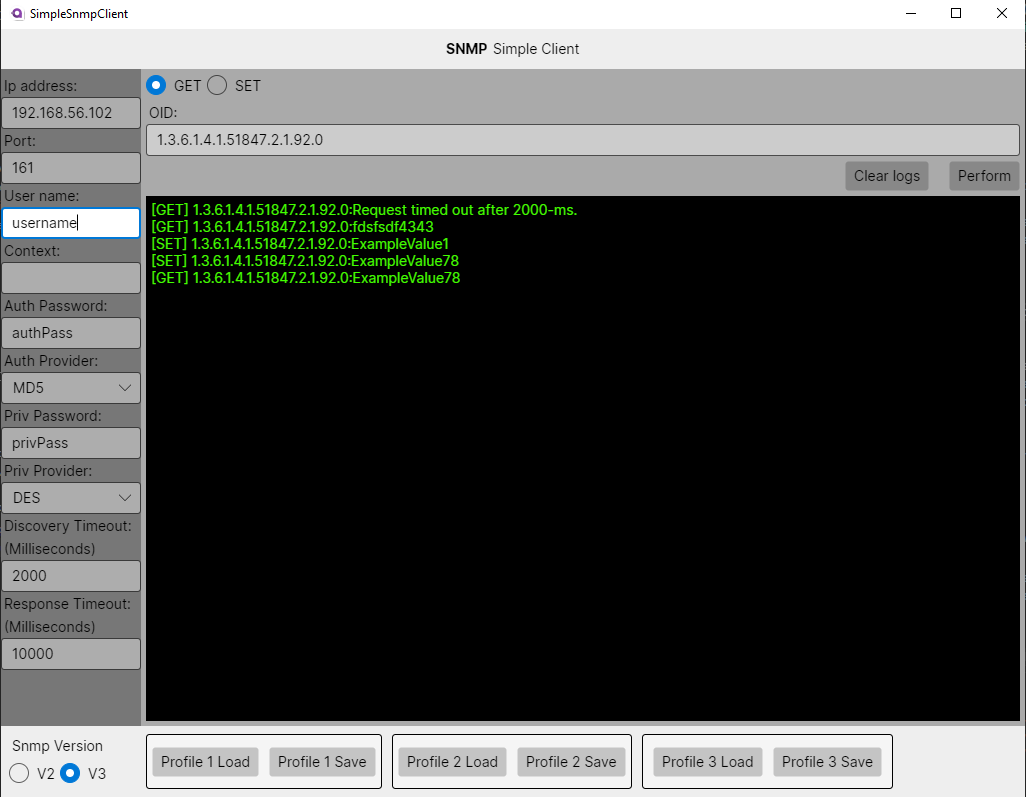 SimpleSnmpClient
SNMP Simple Client
Ip address:
192.168.56.102
Port:
161
User name:
username
Context:
Auth Password:
authPass
Auth Provider:
MD5
Priv Password:
privPass
Priv Provider:
DES
Discovery Timeout:
(Milliseconds)
2000
Response Timeout:
(Milliseconds)
10000
GET SET
OID:
1.3.6.1.4.1.51847.2.1.92.0
Clear logs Perform
[GET] 1.3.6.1.4.1.51847.2.1.92.0:Request timed out after 2000-ms.
[GET] 1.3.6.1.4.1.51847.2.1.92.0:fdsfsdf4343
[SET] 1.3.6.1.4.1.51847.2.1.92.0:ExampleValue1
[SET] 1.3.6.1.4.1.51847.2.1.92.0:ExampleValue78
[GET] 1.3.6.1.4.1.51847.2.1.92.0:ExampleValue78
Snmp Version
V2 V3
Profile 1 Load Profile 1 Save Profile 2 Load Profile 2 Save Profile 3 Load Profile 3 Save